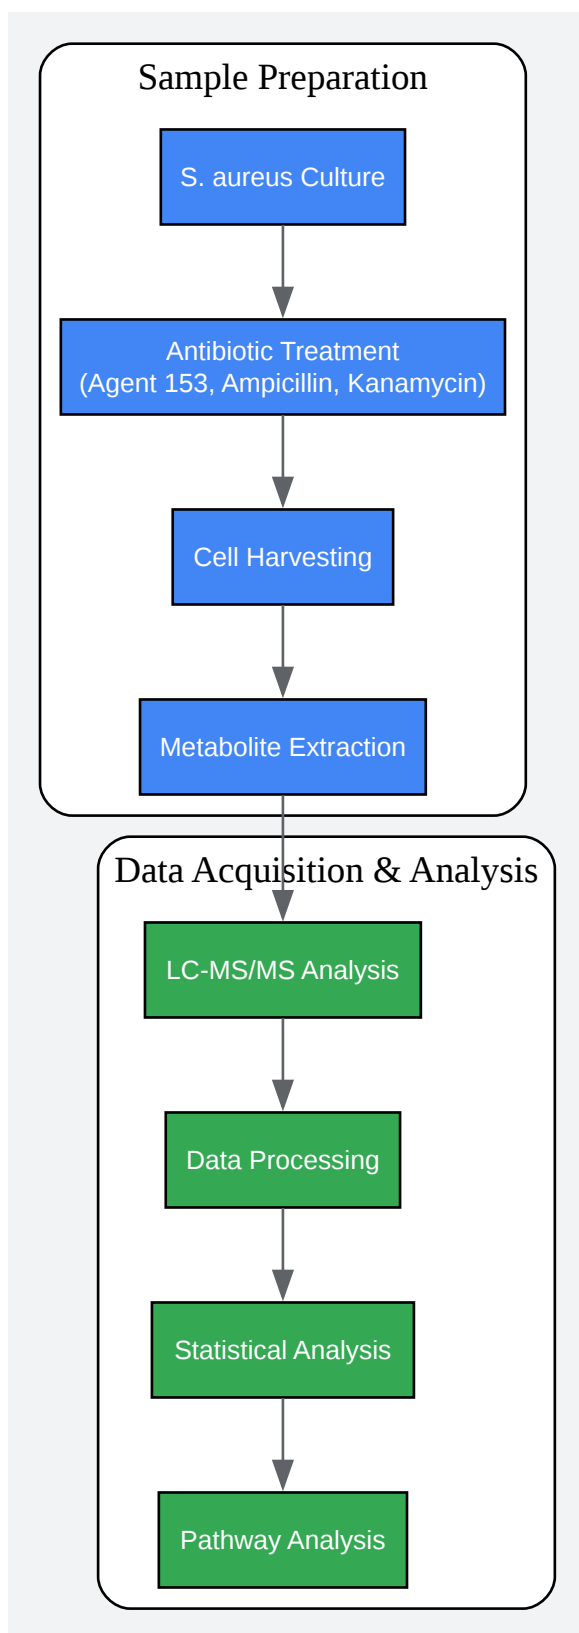 Sample Preparation
S. aureus Culture
Antibiotic Treatment
(Agent 153, Ampicillin, Kanamycin)
Cell Harvesting
Metabolite Extraction
Data Acquisition & Analysis
LC-MS/MS Analysis
Data Processing
Statistical Analysis
Pathway Analysis